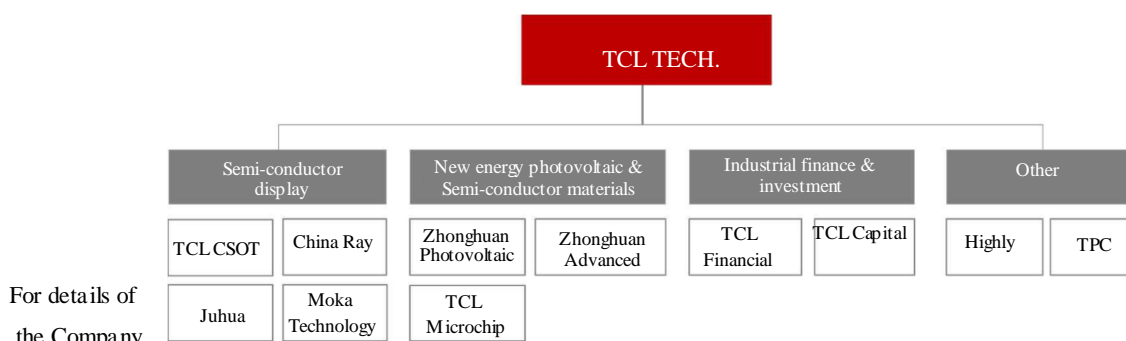 TCL TECH.
Semi-conductor
display
New energy photovoltaic &
Semi-conductor materials
Industrial finance &
investment
Other
TCL CSOT
China Ray
Zhonghuan
Photovoltaic
Zhonghuan
Advanced
TCL
Financial
TCL Capital
Highly
TPC
Juhua
Moka
Technology
TCL
Microchip
For details of
the Company